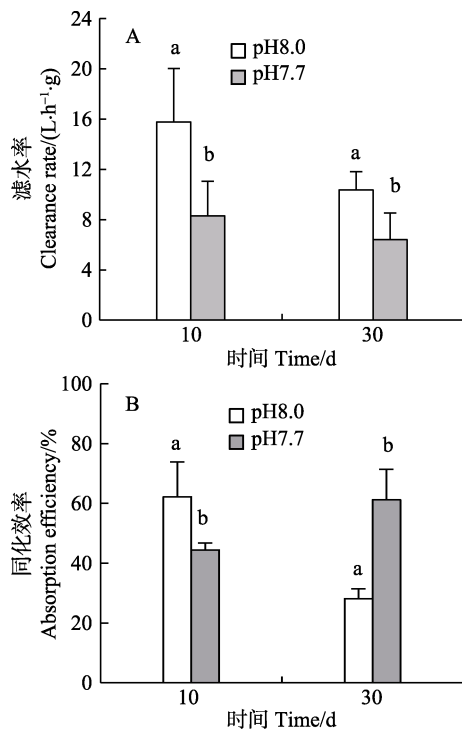 24
20
16
12
8
4
0
滤水率
Clearance rate/(L·h⁻¹·g)
A
pH8.0
pH7.7
a
b
a
b
10
30
时间 Time/d
100
80
60
40
20
0
同化效率
Absorption efficiency/%
B
pH8.0
pH7.7
a
b
a
b
10
30
时间 Time/d